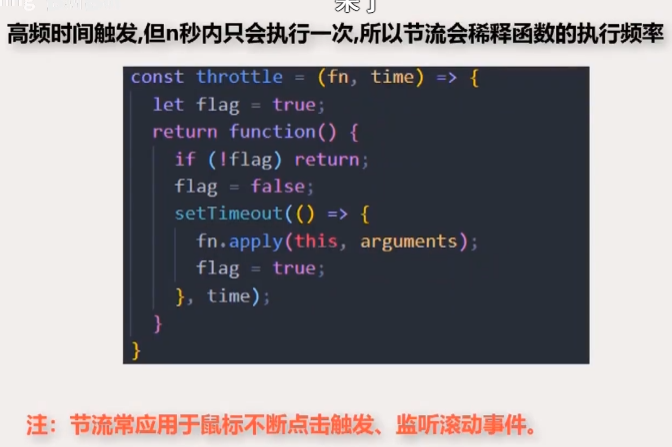 高频时间触发,但n秒内只会执行一次,所以节流会稀释函数的执行频率
const throttle = (fn, time) => {
  let flag = true;
  return function() {
    if (!flag) return;
    flag = false;
    setTimeout(() => {
      fn.apply(this, arguments);
      flag = true;
    }, time);
  }
}
注：节流常应用于鼠标不断点击触发、监听滚动事件。